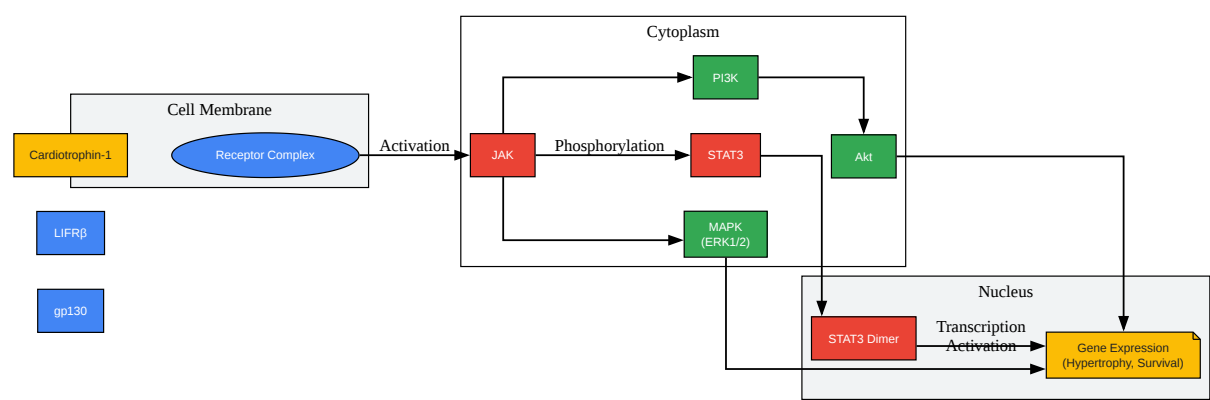 Cytoplasm
PI3K
Cell Membrane
Cardiotrophin-1
Receptor Complex
Activation
JAK
Phosphorylation
STAT3
Akt
LIFRβ
MAPK
(ERK1/2)
gp130
Nucleus
STAT3 Dimer
Transcription
Activation
Gene Expression
(Hypertrophy, Survival)